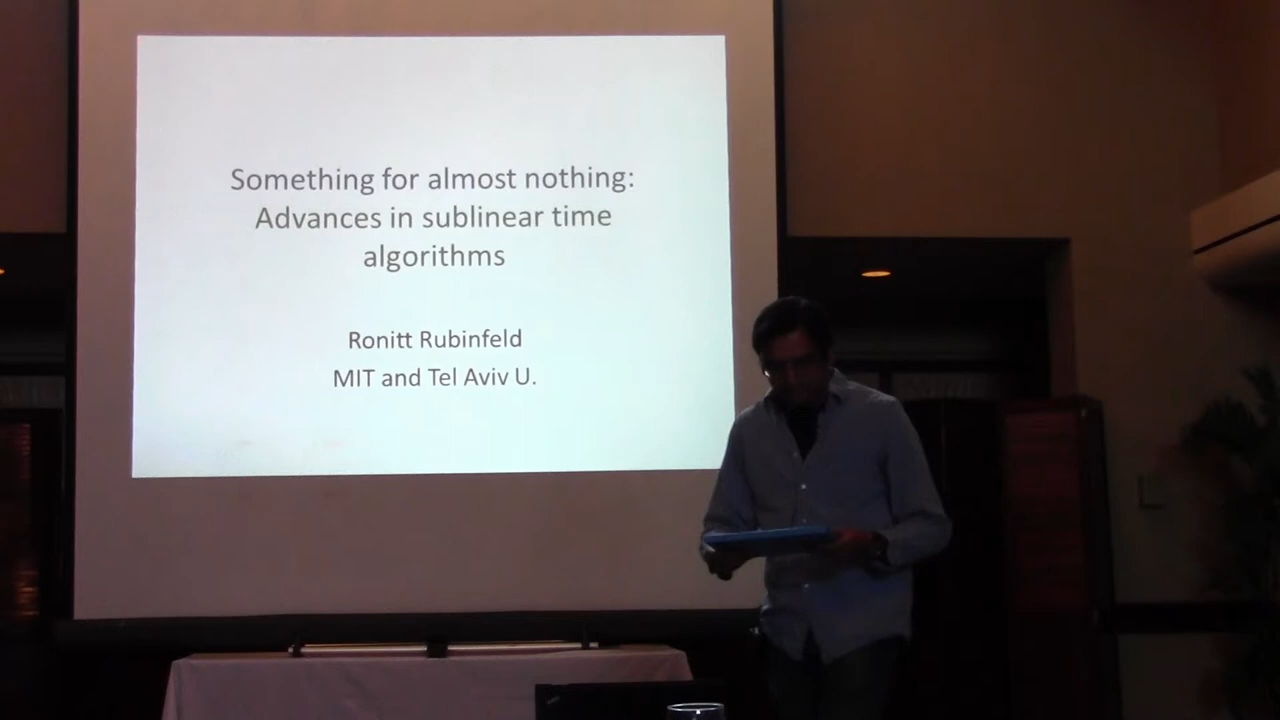 Something for almost nothing:
Advances in sublinear time
algorithms
Ronitt Rubinfeld
MIT and Tel Aviv U.